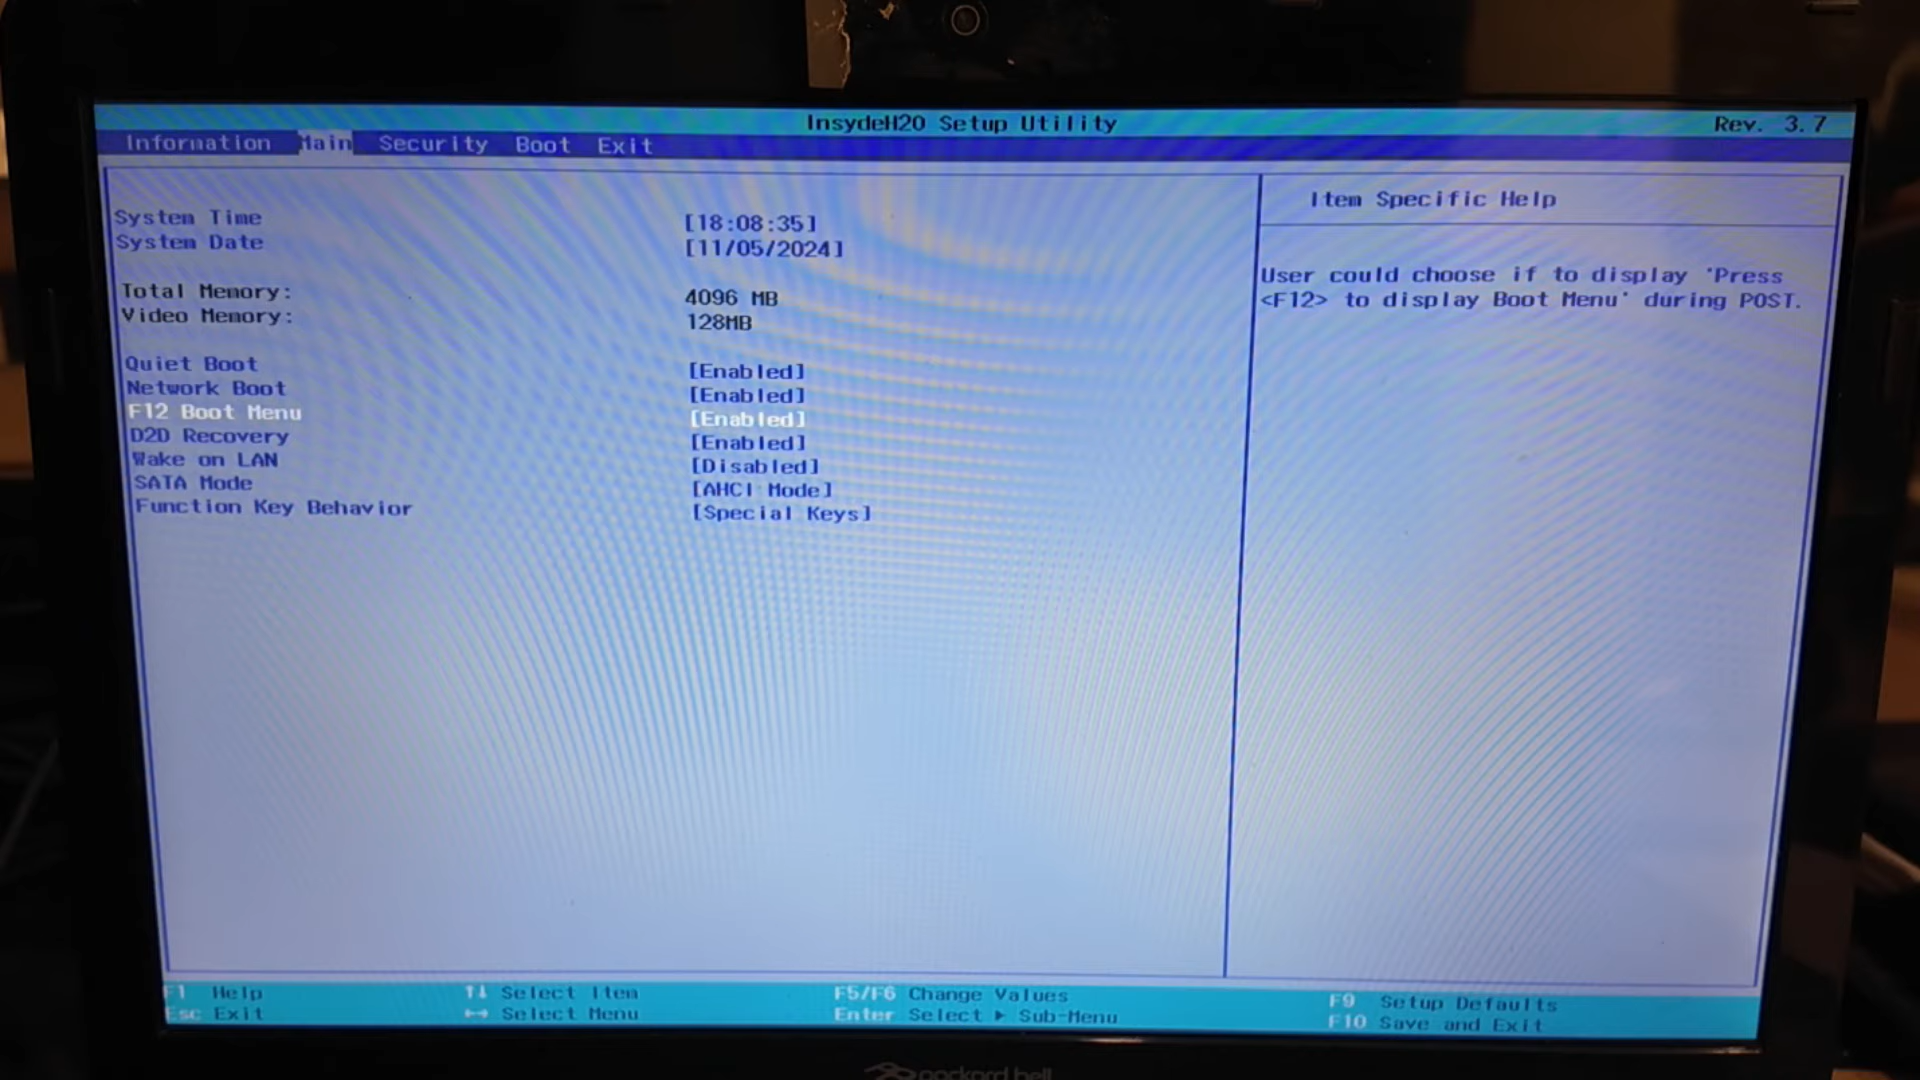 InsydeH20 Setup Utility Rev. 3.7
Information Main Security Boot Exit
Item Specific Help
System Time [18:08:35]
System Date [11/05/2024]
User could choose if to display 'Press
<F12> to display Boot Menu' during POST.
Total Memory: 4096 MB
Video Memory: 128MB
Quiet Boot [Enabled]
Network Boot [Enabled]
F12 Boot Menu [Enabled]
D2D Recovery [Enabled]
Wake on LAN [Disabled]
SATA Mode [AHCI Mode]
Function Key Behavior [Special Keys]
F1 Help ↑↓ Select Item F5/F6 Change Values F9 Setup Defaults
Esc Exit ↔ Select Menu Enter Select ▶ Sub-Menu F10 Save and Exit
packard bell